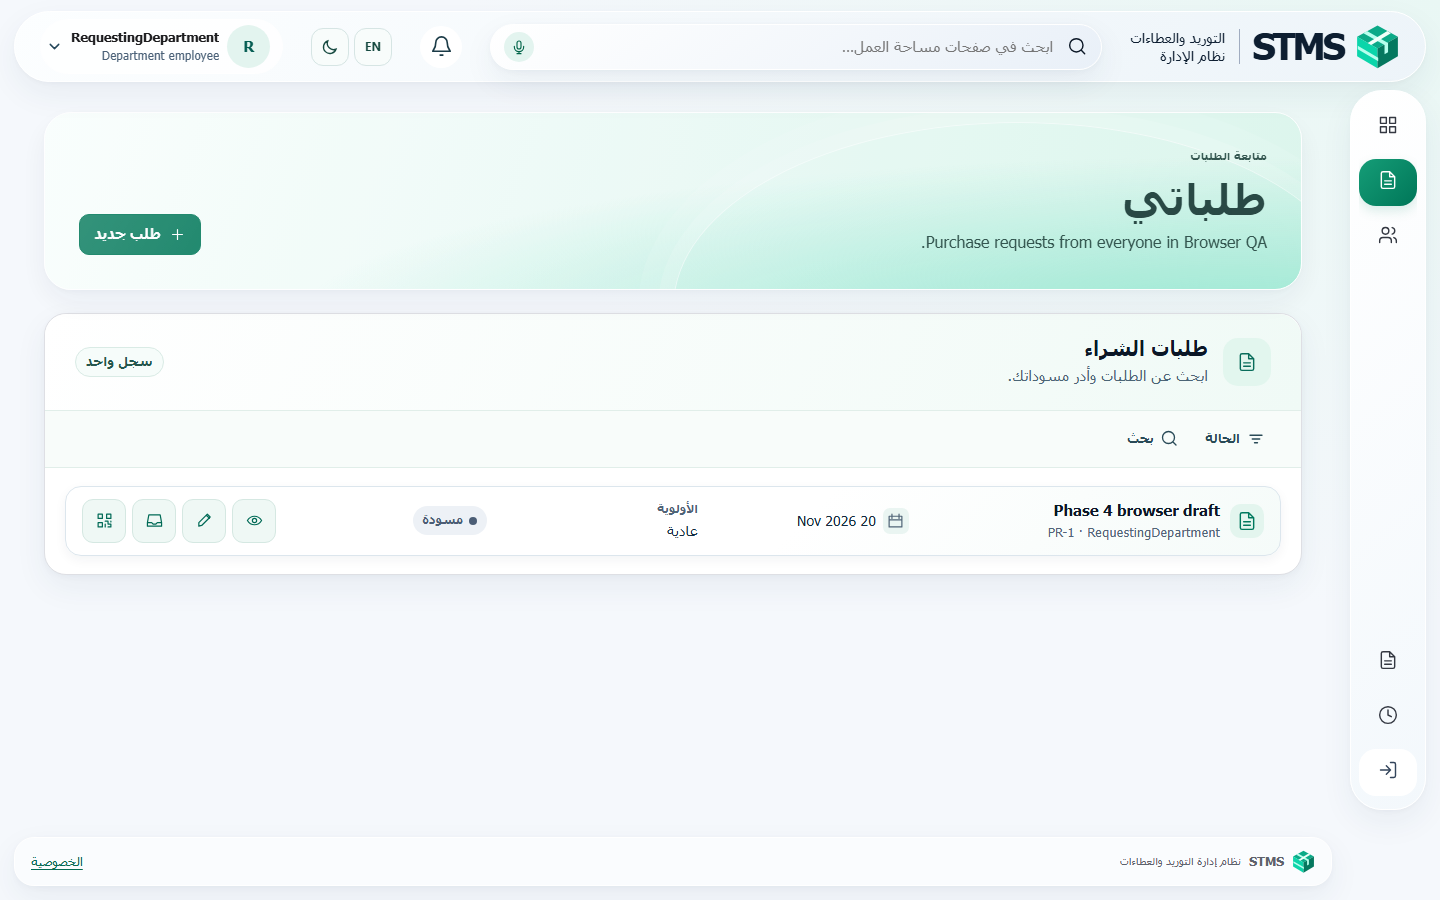 STMS
التوريد والعطاءات
نظام الإدارة
ابحث في صفحات مساحة العمل...
EN
R
RequestingDepartment
Department employee
متابعة الطلبات
طلباتي
Purchase requests from everyone in Browser QA.
طلب جديد
طلبات الشراء
ابحث عن الطلبات وأدر مسوداتك.
سجل واحد
الحالة
بحث
Phase 4 browser draft
PR-1 · RequestingDepartment
20 Nov 2026
الأولوية
عادية
مسودة
STMS
نظام إدارة التوريد والعطاءات
الخصوصية